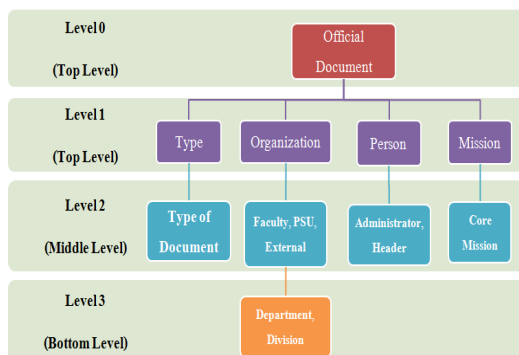 Level 0
(Top Level)
Official
Document
Level 1
(Top Level)
Type
Organization
Person
Mission
Level 2
(Middle Level)
Type of
Document
Faculty, PSU,
External
Administrator,
Header
Core
Mission
Level 3
(Bottom Level)
Department,
Division